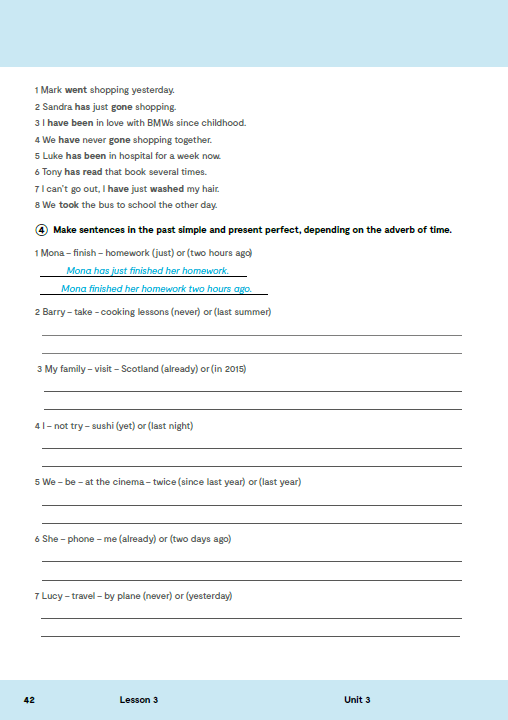 1 Mark went shopping yesterday.
2 Sandra has just gone shopping.
3 I have been in love with BMWs since childhood.
4 We have never gone shopping together.
5 Luke has been in hospital for a week now.
6 Tony has read that book several times.
7 I can't go out, I have just washed my hair.
8 We took the bus to school the other day.
4 Make sentences in the past simple and present perfect, depending on the adverb of time.
1 Mona – finish – homework (just) or (two hours ago)
Mona has just finished her homework.
Mona finished her homework two hours ago.
2 Barry – take – cooking lessons (never) or (last summer)
3 My family – visit – Scotland (already) or (in 2015)
4 I – not try – sushi (yet) or (last night)
5 We – be – at the cinema – twice (since last year) or (last year)
6 She – phone – me (already) or (two days ago)
7 Lucy – travel – by plane (never) or (yesterday)
42 Lesson 3 Unit 3